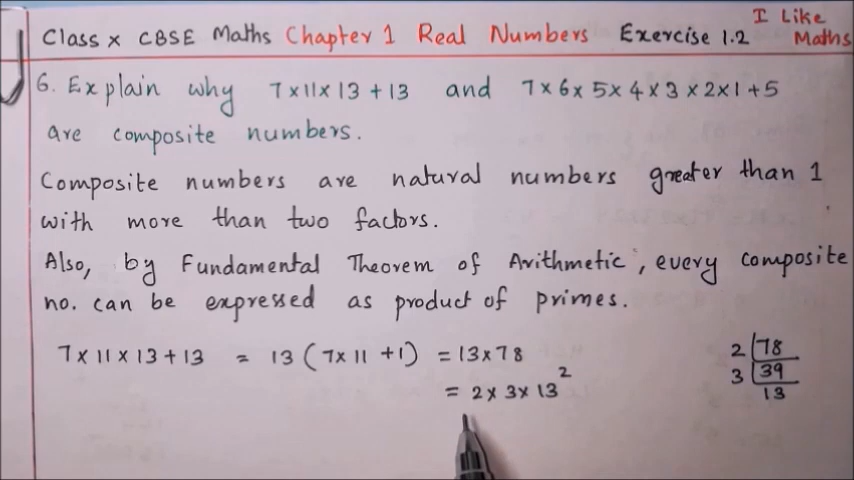 Class x CBSE Maths Chapter 1 Real Numbers Exercise 1.2
I Like Maths
6. Explain why 7×11×13+13 and 7×6×5×4×3×2×1+5
are composite numbers.
Composite numbers are natural numbers greater than 1
with more than two factors.
Also, by Fundamental Theorem of Arithmetic, every composite
no. can be expressed as product of primes.
7×11×13+13 = 13(7×11+1) = 13×78
= 2×3×13²
2 78
3 39
13